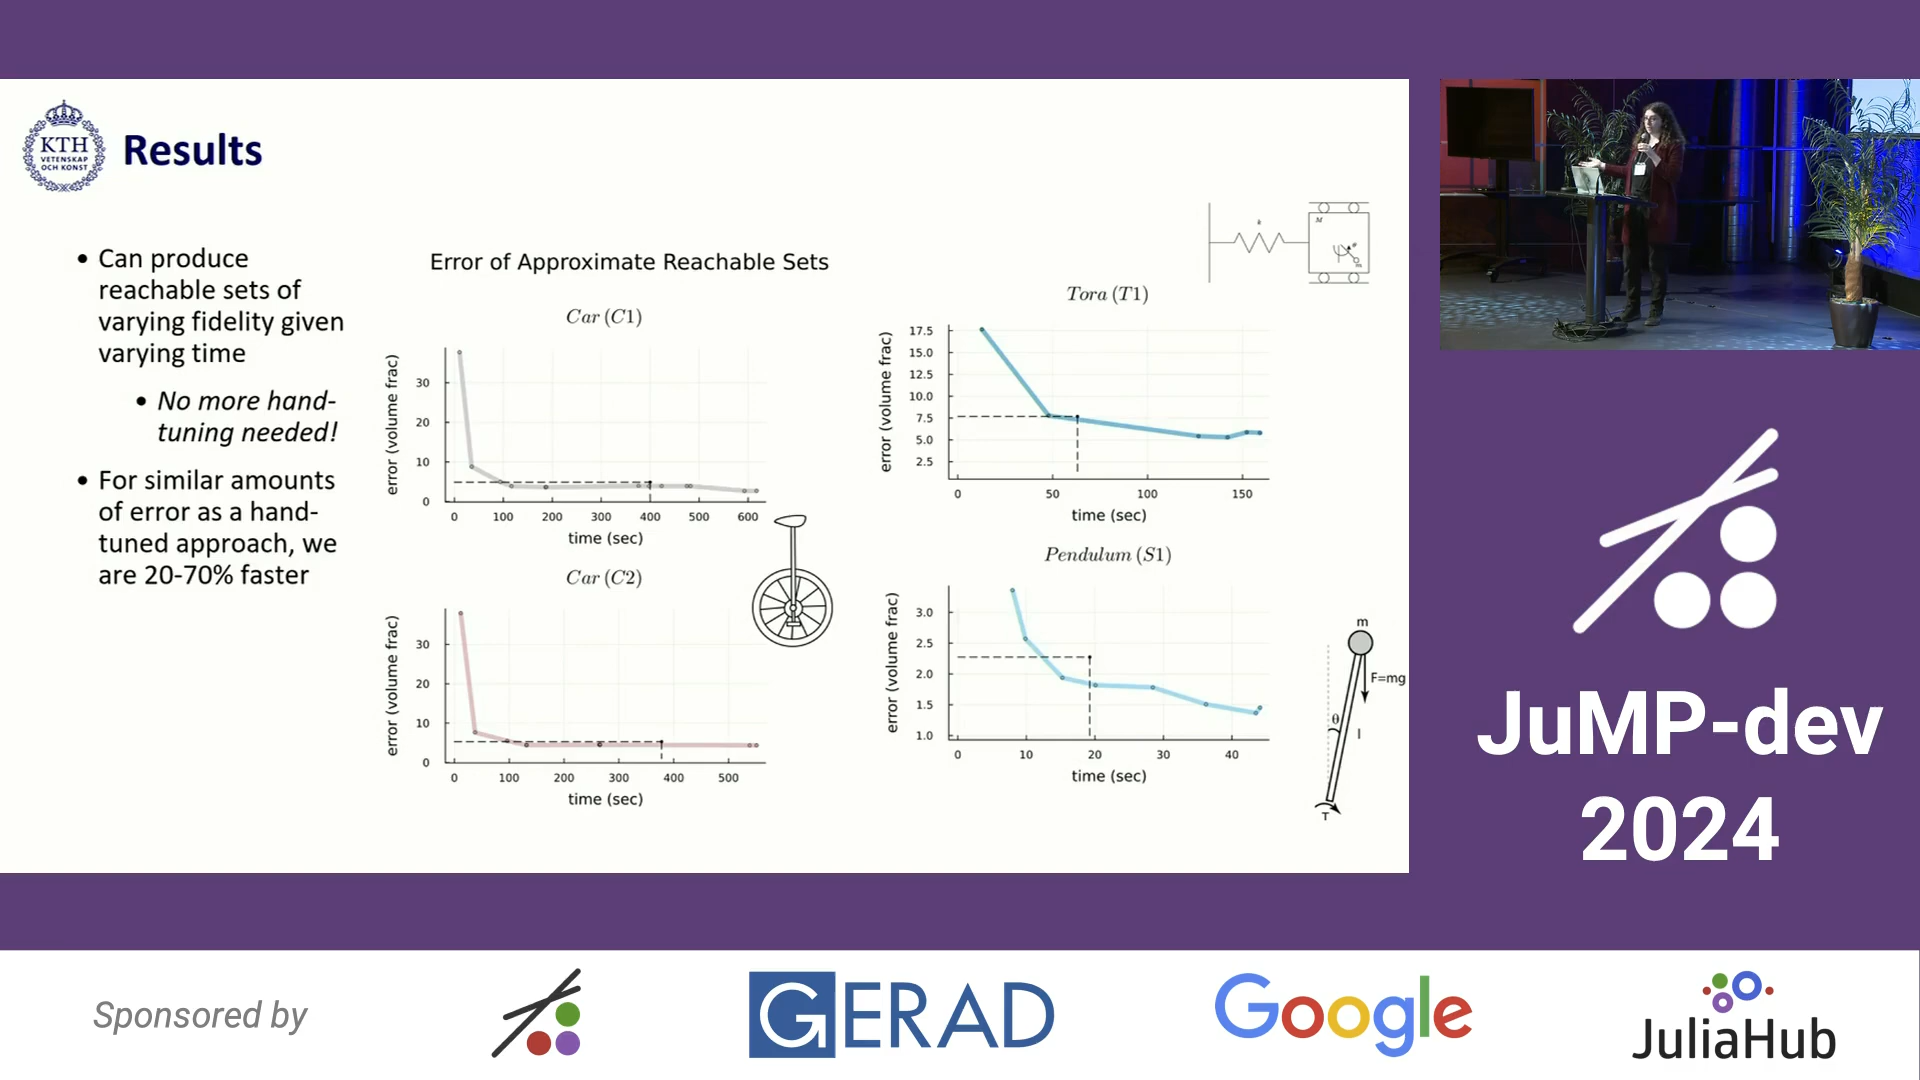 KTH
VETENSKAP
OCH KONST
Results
• Can produce
reachable sets of
varying fidelity given
varying time
• No more hand-
tuning needed!
• For similar amounts
of error as a hand-
tuned approach, we
are 20-70% faster
Error of Approximate Reachable Sets
Car (C1)
error (volume frac)
30
20
10
0
0 100 200 300 400 500 600
time (sec)
Car (C2)
error (volume frac)
30
20
10
0
0 100 200 300 400 500
time (sec)
k
M
Tora (T1)
error (volume frac)
17.5
15.0
12.5
10.0
7.5
5.0
2.5
0 50 100 150
time (sec)
Pendulum (S1)
error (volume frac)
3.0
2.5
2.0
1.5
1.0
0 10 20 30 40
time (sec)
m
F=mg
θ
l
T
JuMP-dev
2024
Sponsored by
GERAD
Google
JuliaHub